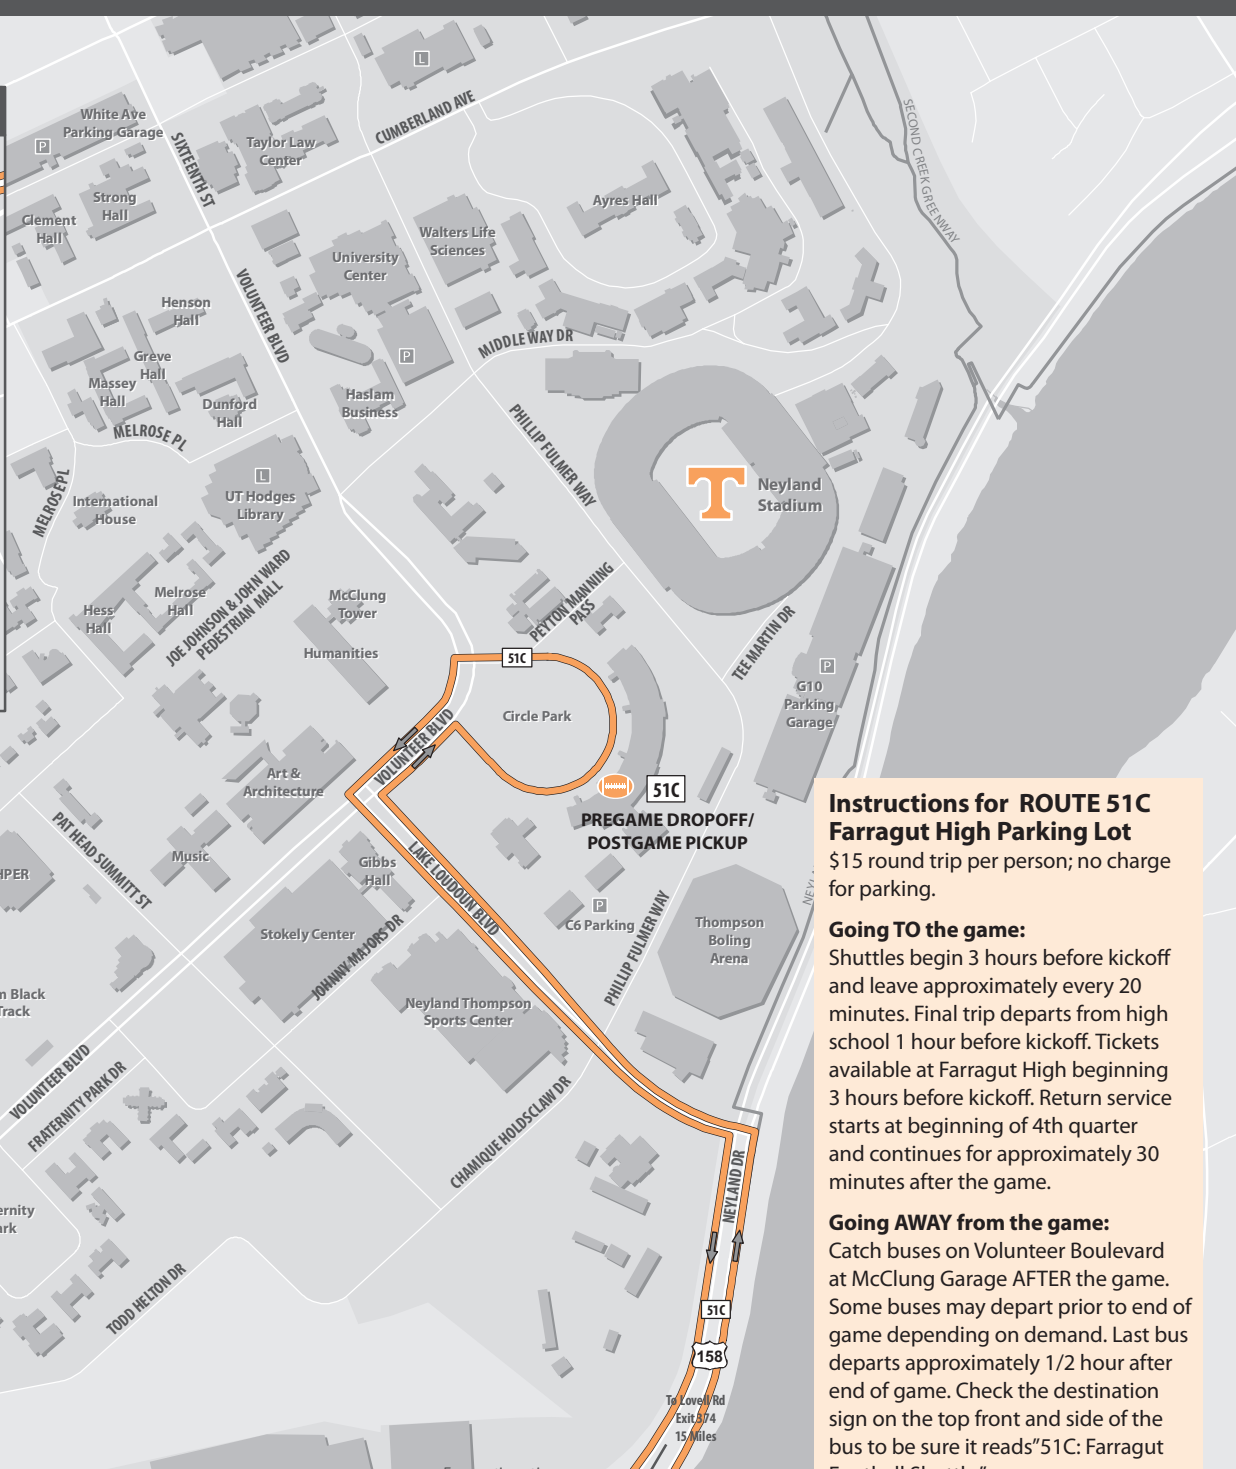 L
CUMBERLAND AVE
White Ave
Parking Garage
P
SIXTEENTH ST
Taylor Law
Center
SECOND CREEK GREENWAY
Strong
Hall
Clement
Hall
Ayres Hall
Walters Life
Sciences
University
Center
VOLUNTEER BLVD
Henson
Hall
MIDDLE WAY DR
P
Greve
Hall
Massey
Hall
Dunford
Hall
Haslam
Business
MELROSE PL
PHILLIP FULMER WAY
MELROSE PL
L
UT Hodges
Library
International
House
T
Neyland
Stadium
JOE JOHNSON & JOHN WARD
PEDESTRIAN MALL
Melrose
Hall
Hess
Hall
McClung
Tower
PEYTON MANNING
PASS
TEE MARTIN DR
Humanities
51C
P
G10
Parking
Garage
Circle Park
VOLUNTEER BLVD
Art &
Architecture
51C
PREGAME DROPOFF/
POSTGAME PICKUP
PAT HEAD SUMMITT ST
Music
Gibbs
Hall
LAKE LOUDOUN BLVD
P
C6 Parking
Stokely Center
JOHNNY MAJORS DR
PHILLIP FULMER WAY
Thompson
Boling
Arena
Neyland Thompson
Sports Center
Black
VOLUNTEER BLVD
FRATERNITY PARK DR
CHAMIQUE HOLDSCLAW DR
NEYLAND DR
TODD HELTON DR
51C
158
To Lovell Rd
Exit 374
15 Miles
Instructions for ROUTE 51C
Farragut High Parking Lot
$15 round trip per person; no charge
for parking.
Going TO the game:
Shuttles begin 3 hours before kickoff
and leave approximately every 20
minutes. Final trip departs from high
school 1 hour before kickoff. Tickets
available at Farragut High beginning
3 hours before kickoff. Return service
starts at beginning of 4th quarter
and continues for approximately 30
minutes after the game.
Going AWAY from the game:
Catch buses on Volunteer Boulevard
at McClung Garage AFTER the game.
Some buses may depart prior to end of
game depending on demand. Last bus
departs approximately 1/2 hour after
end of game. Check the destination
sign on the top front and side of the
bus to be sure it reads”51C: Farragut